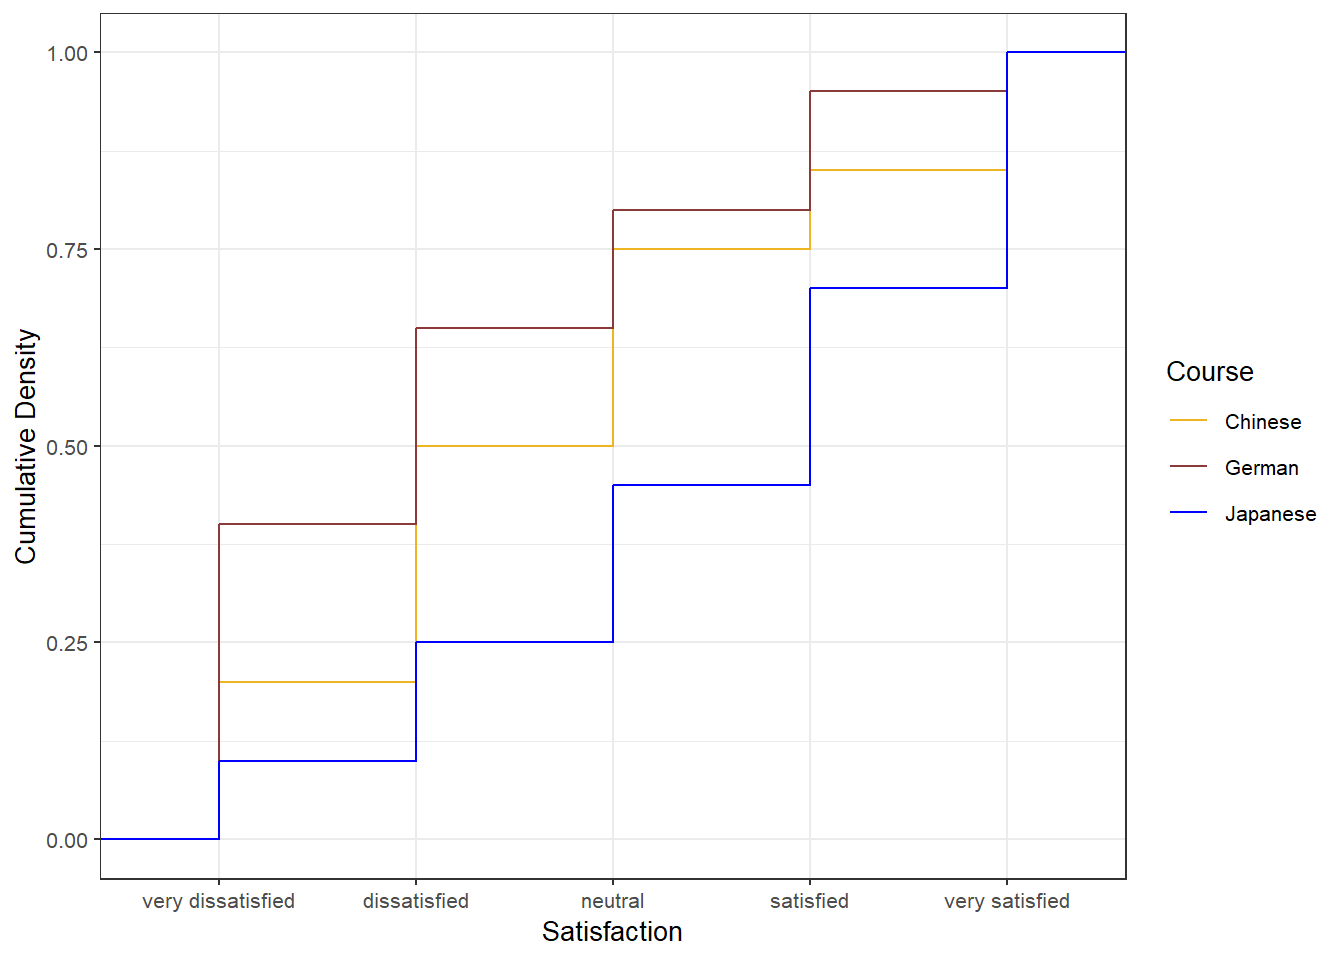 1.00
0.75
0.50
0.25
0.00
Cumulative Density
very dissatisfied
dissatisfied
neutral
satisfied
very satisfied
Satisfaction
Course
Chinese
German
Japanese